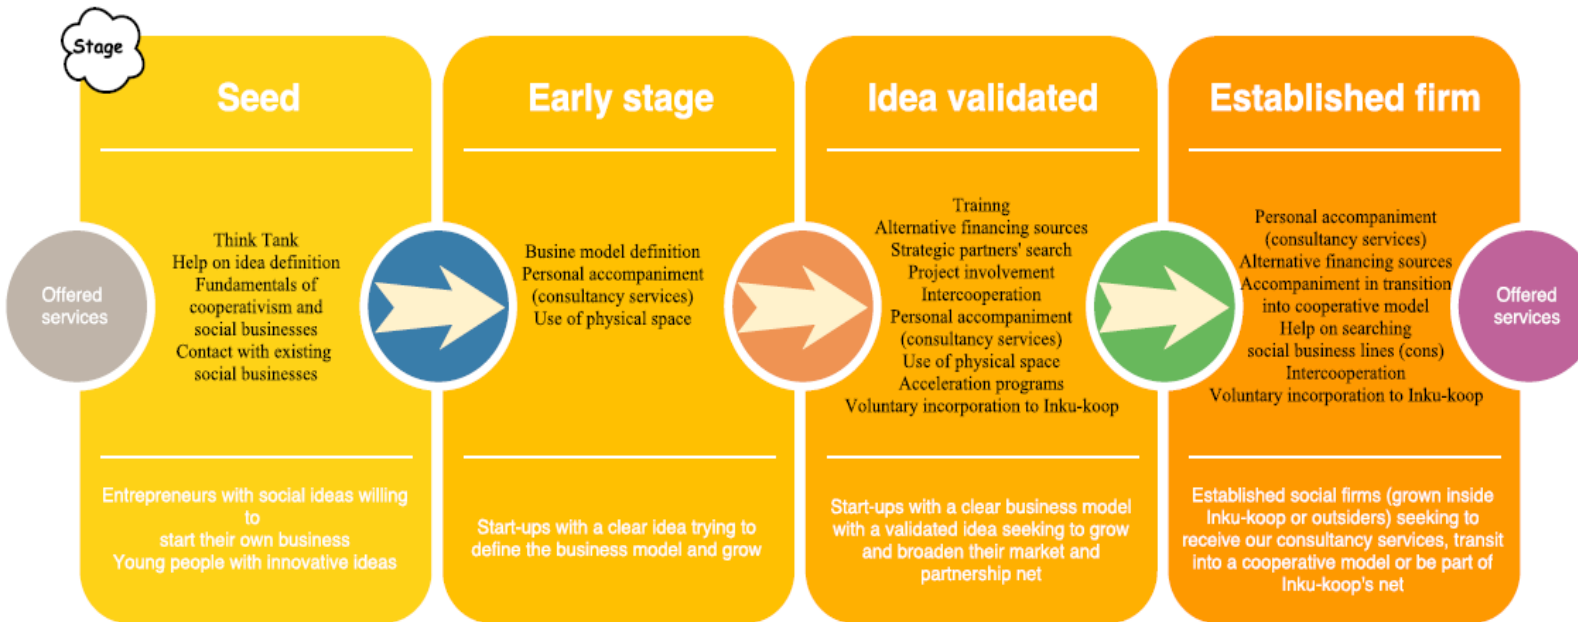 Stage
Seed
Early stage
Idea validated
Established firm
Offered
services
Think Tank
Help on idea definition
Fundamentals of
cooperativism and
social businesses
Contact with existing
social businesses
Busine model definition
Personal accompaniment
(consultancy services)
Use of physical space
Trainng
Alternative financing sources
Strategic partners' search
Project involvement
Intercooperation
Personal accompaniment
(consultancy services)
Use of physical space
Acceleration programs
Voluntary incorporation to Inku-koop
Personal accompaniment
(consultancy services)
Alternative financing sources
Accompaniment in transition
into cooperative model
Help on searching
social business lines (cons)
Intercooperation
Voluntary incorporation to Inku-koop
Offered
services
Entrepreneurs with social ideas willing
to
start their own business
Young people with innovative ideas
Start-ups with a clear idea trying to
define the business model and grow
Start-ups with a clear business model
with a validated idea seeking to grow
and broaden their market and
partnership net
Established social firms (grown inside
Inku-koop or outsiders) seeking to
receive our consultancy services, transit
into a cooperative model or be part of
Inku-koop's net